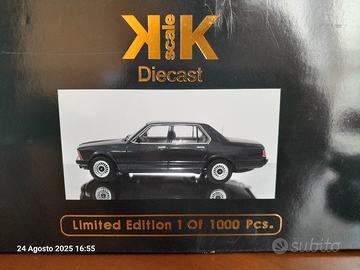 KK
scale
Diecast
Limited Edition 1 Of 1000 Pcs.
24 Agosto 2025 16:55
subito